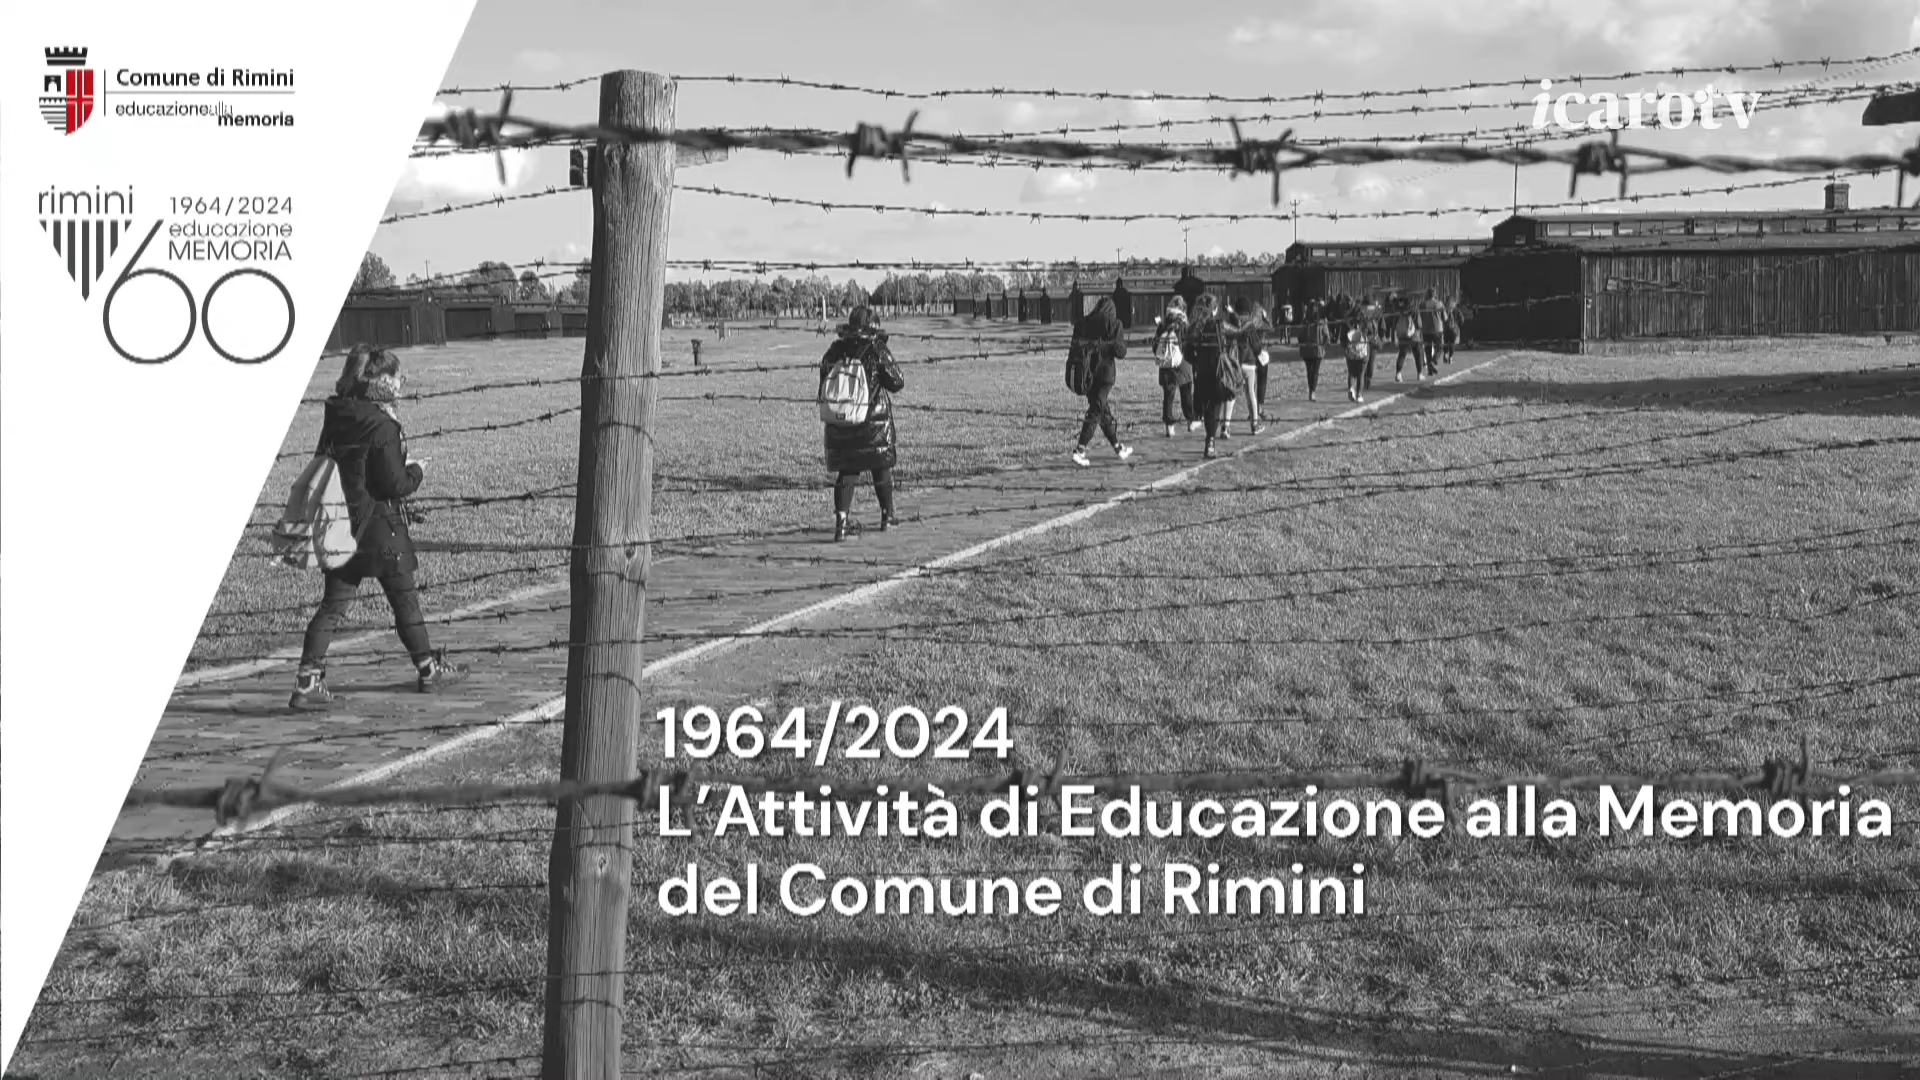 Comune di Rimini
educazione alla
memoria
rimini
1964/2024
educazione
MEMORIA
60
icarotv
1964/2024
L'Attività di Educazione alla Memoria
del Comune di Rimini